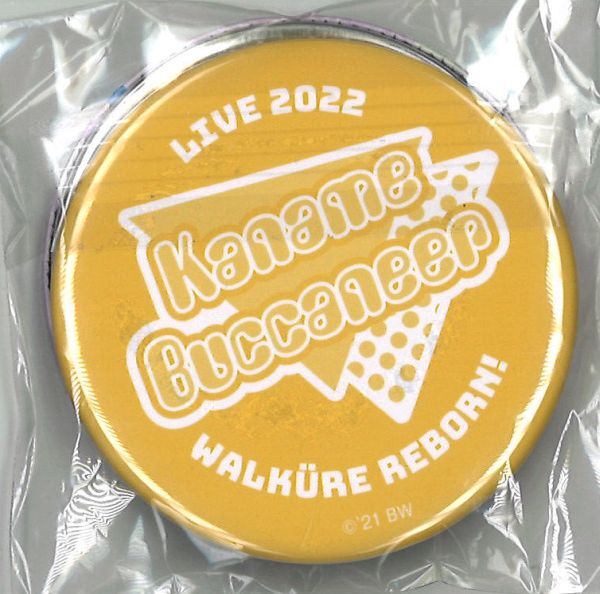 LIVE 2022
Kaname
Buccaneer
WALKÜRE REBORN!
©'21 BW